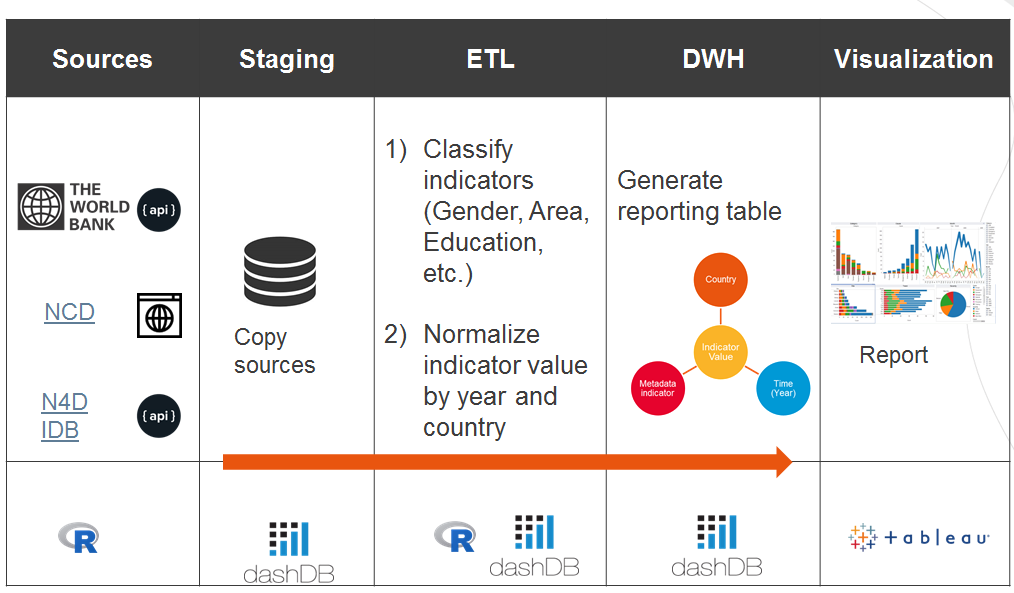 Sources
Staging
ETL
DWH
Visualization
THE
WORLD
BANK
{ api }
NCD
N4D
IDB
{ api }
Copy
sources
1) Classify
indicators
(Gender, Area,
Education,
etc.)
2) Normalize
indicator value
by year and
country
Generate
reporting table
Country
Indicator
Value
Metadata
indicator
Time
(Year)
Report
R
dashDB
R
dashDB
dashDB
+ a b | e a u